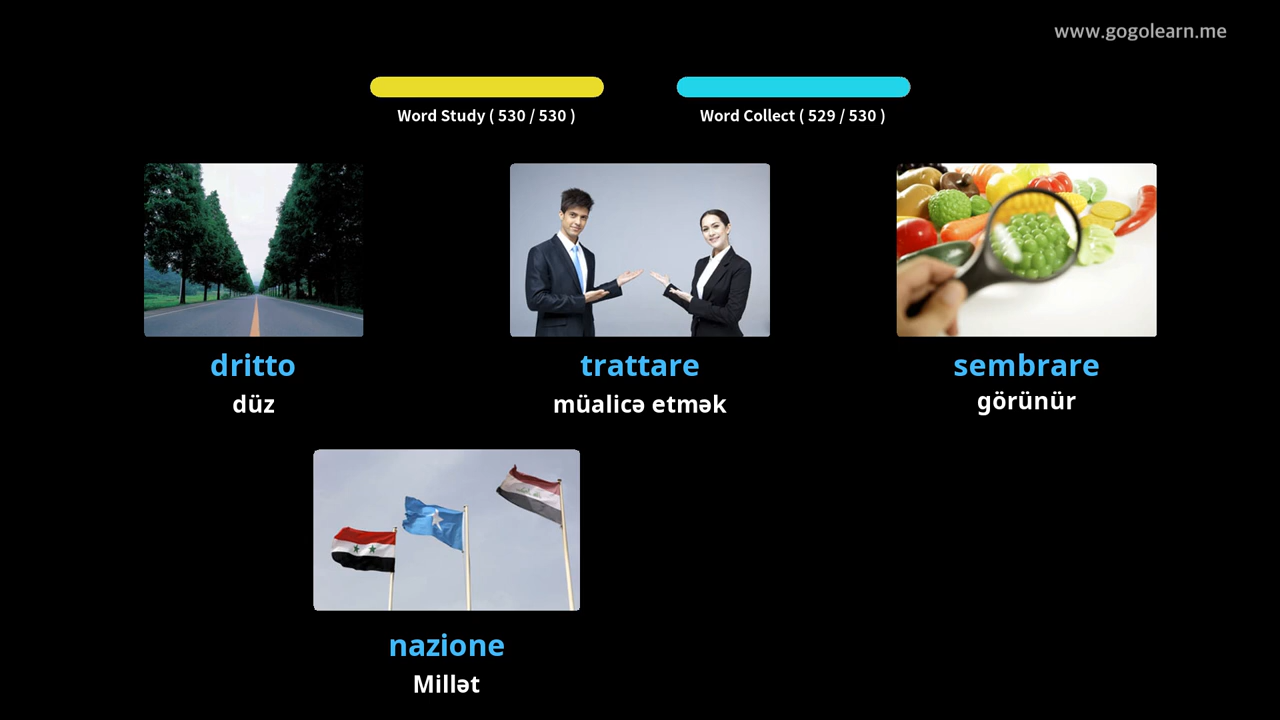 www.gogolearn.me
Word Study ( 530 / 530 )
Word Collect ( 529 / 530 )
dritto
düz
trattare
müalicə etmək
sembrare
görünür
nazione
Millət